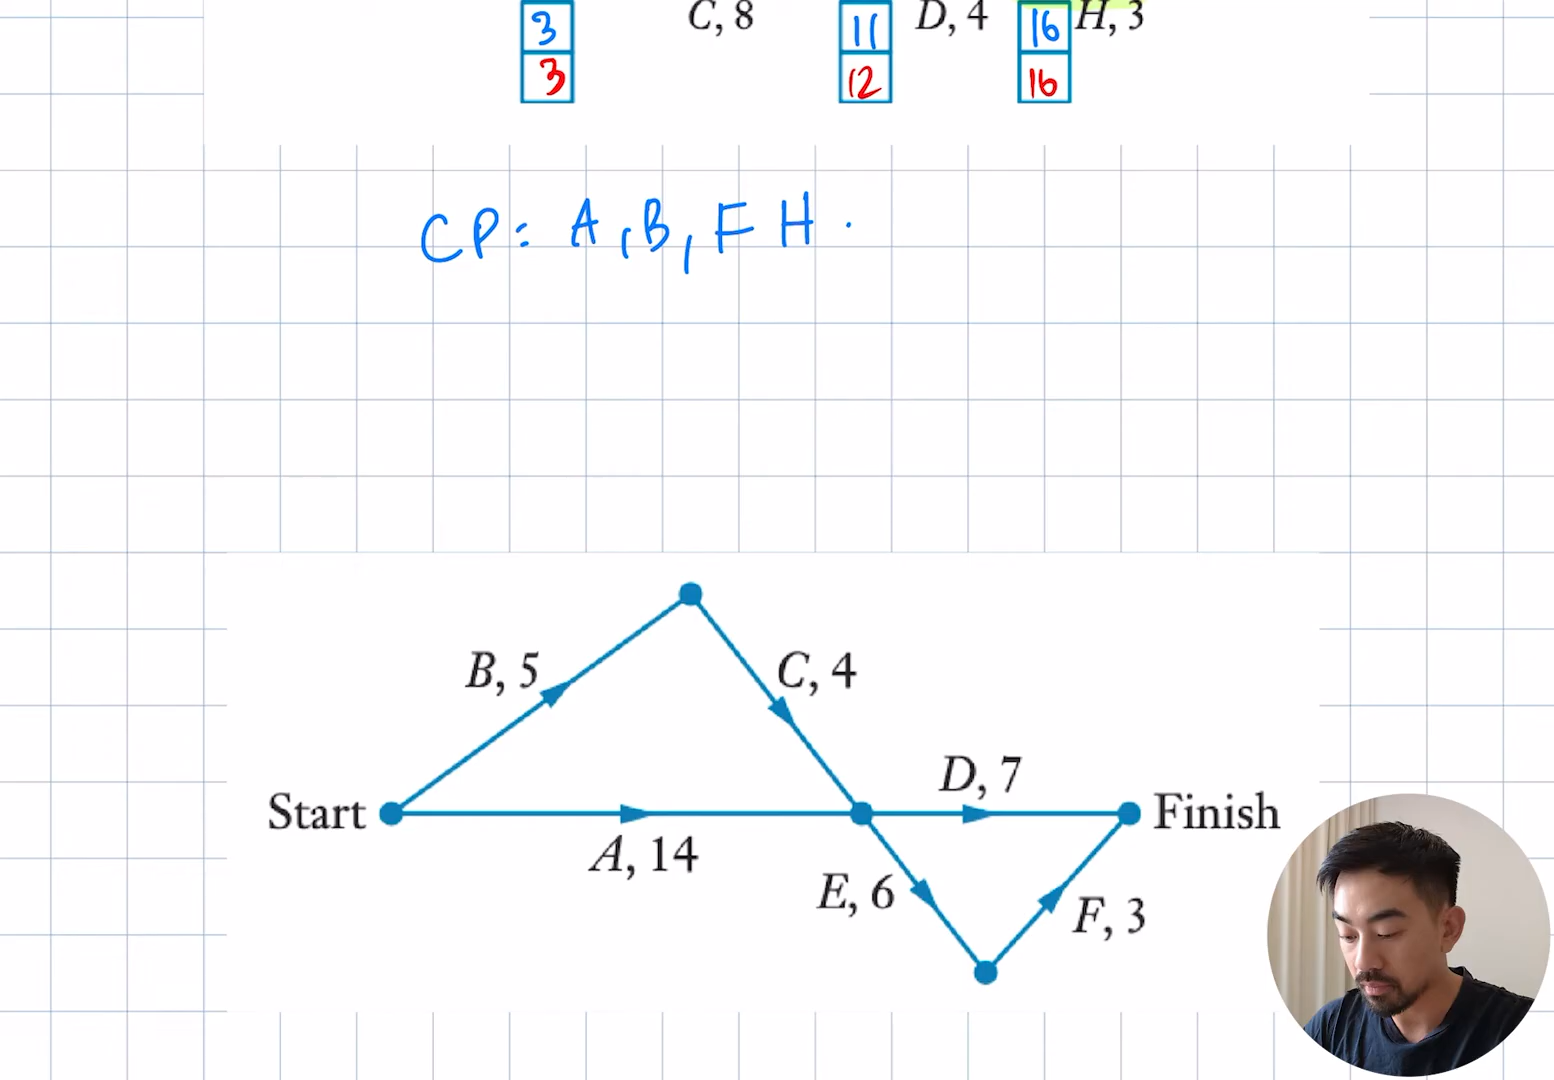 C, 8 D, 4 H, 3
3 11 16
3 12 16
CP: A, B, F H.
B, 5
C, 4
D, 7
Start
Finish
A, 14
E, 6
F, 3